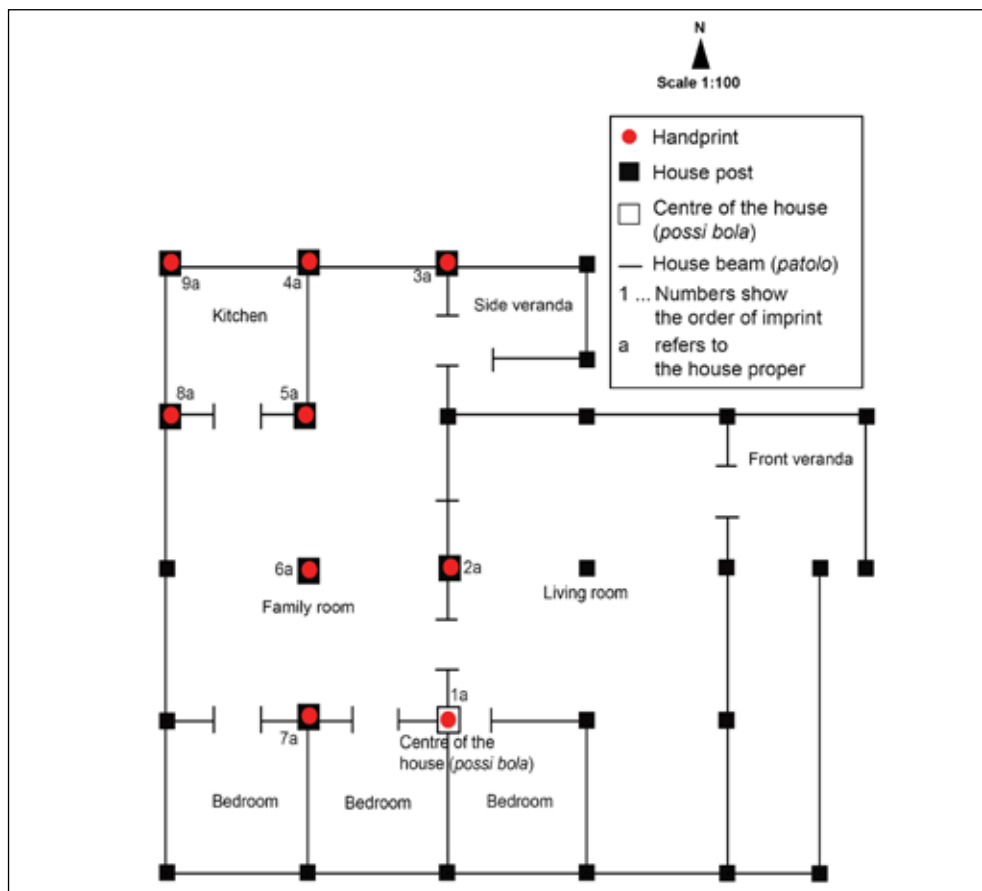 N
Scale 1:100
Handprint
House post
Centre of the house
(possi bola)
House beam (patolo)
1 ... Numbers show
the order of imprint
a refers to
the house proper
9a
4a
3a
Kitchen
Side veranda
8a
5a
Front veranda
6a
2a
Family room
Living room
1a
7a
Centre of the
house (possi bola)
Bedroom
Bedroom
Bedroom